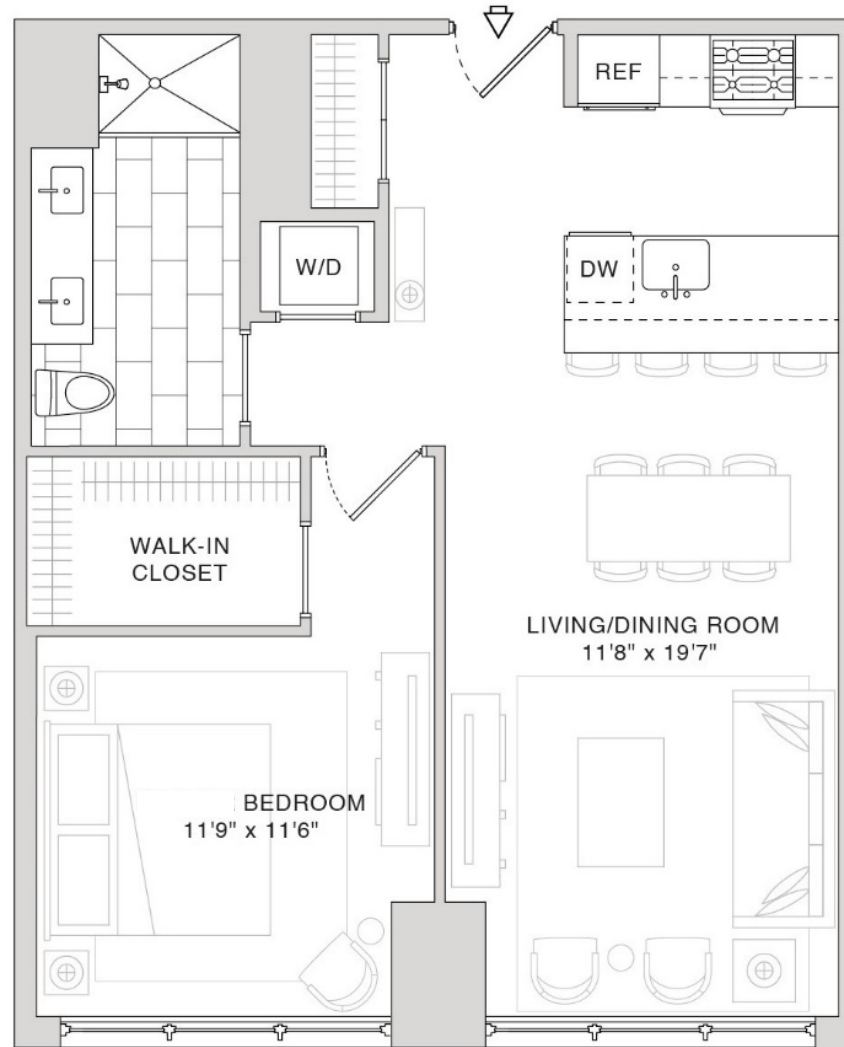 REF
W/D
DW
WALK-IN
CLOSET
LIVING/DINING ROOM
11'8" x 19'7"
BEDROOM
11'9" x 11'6"